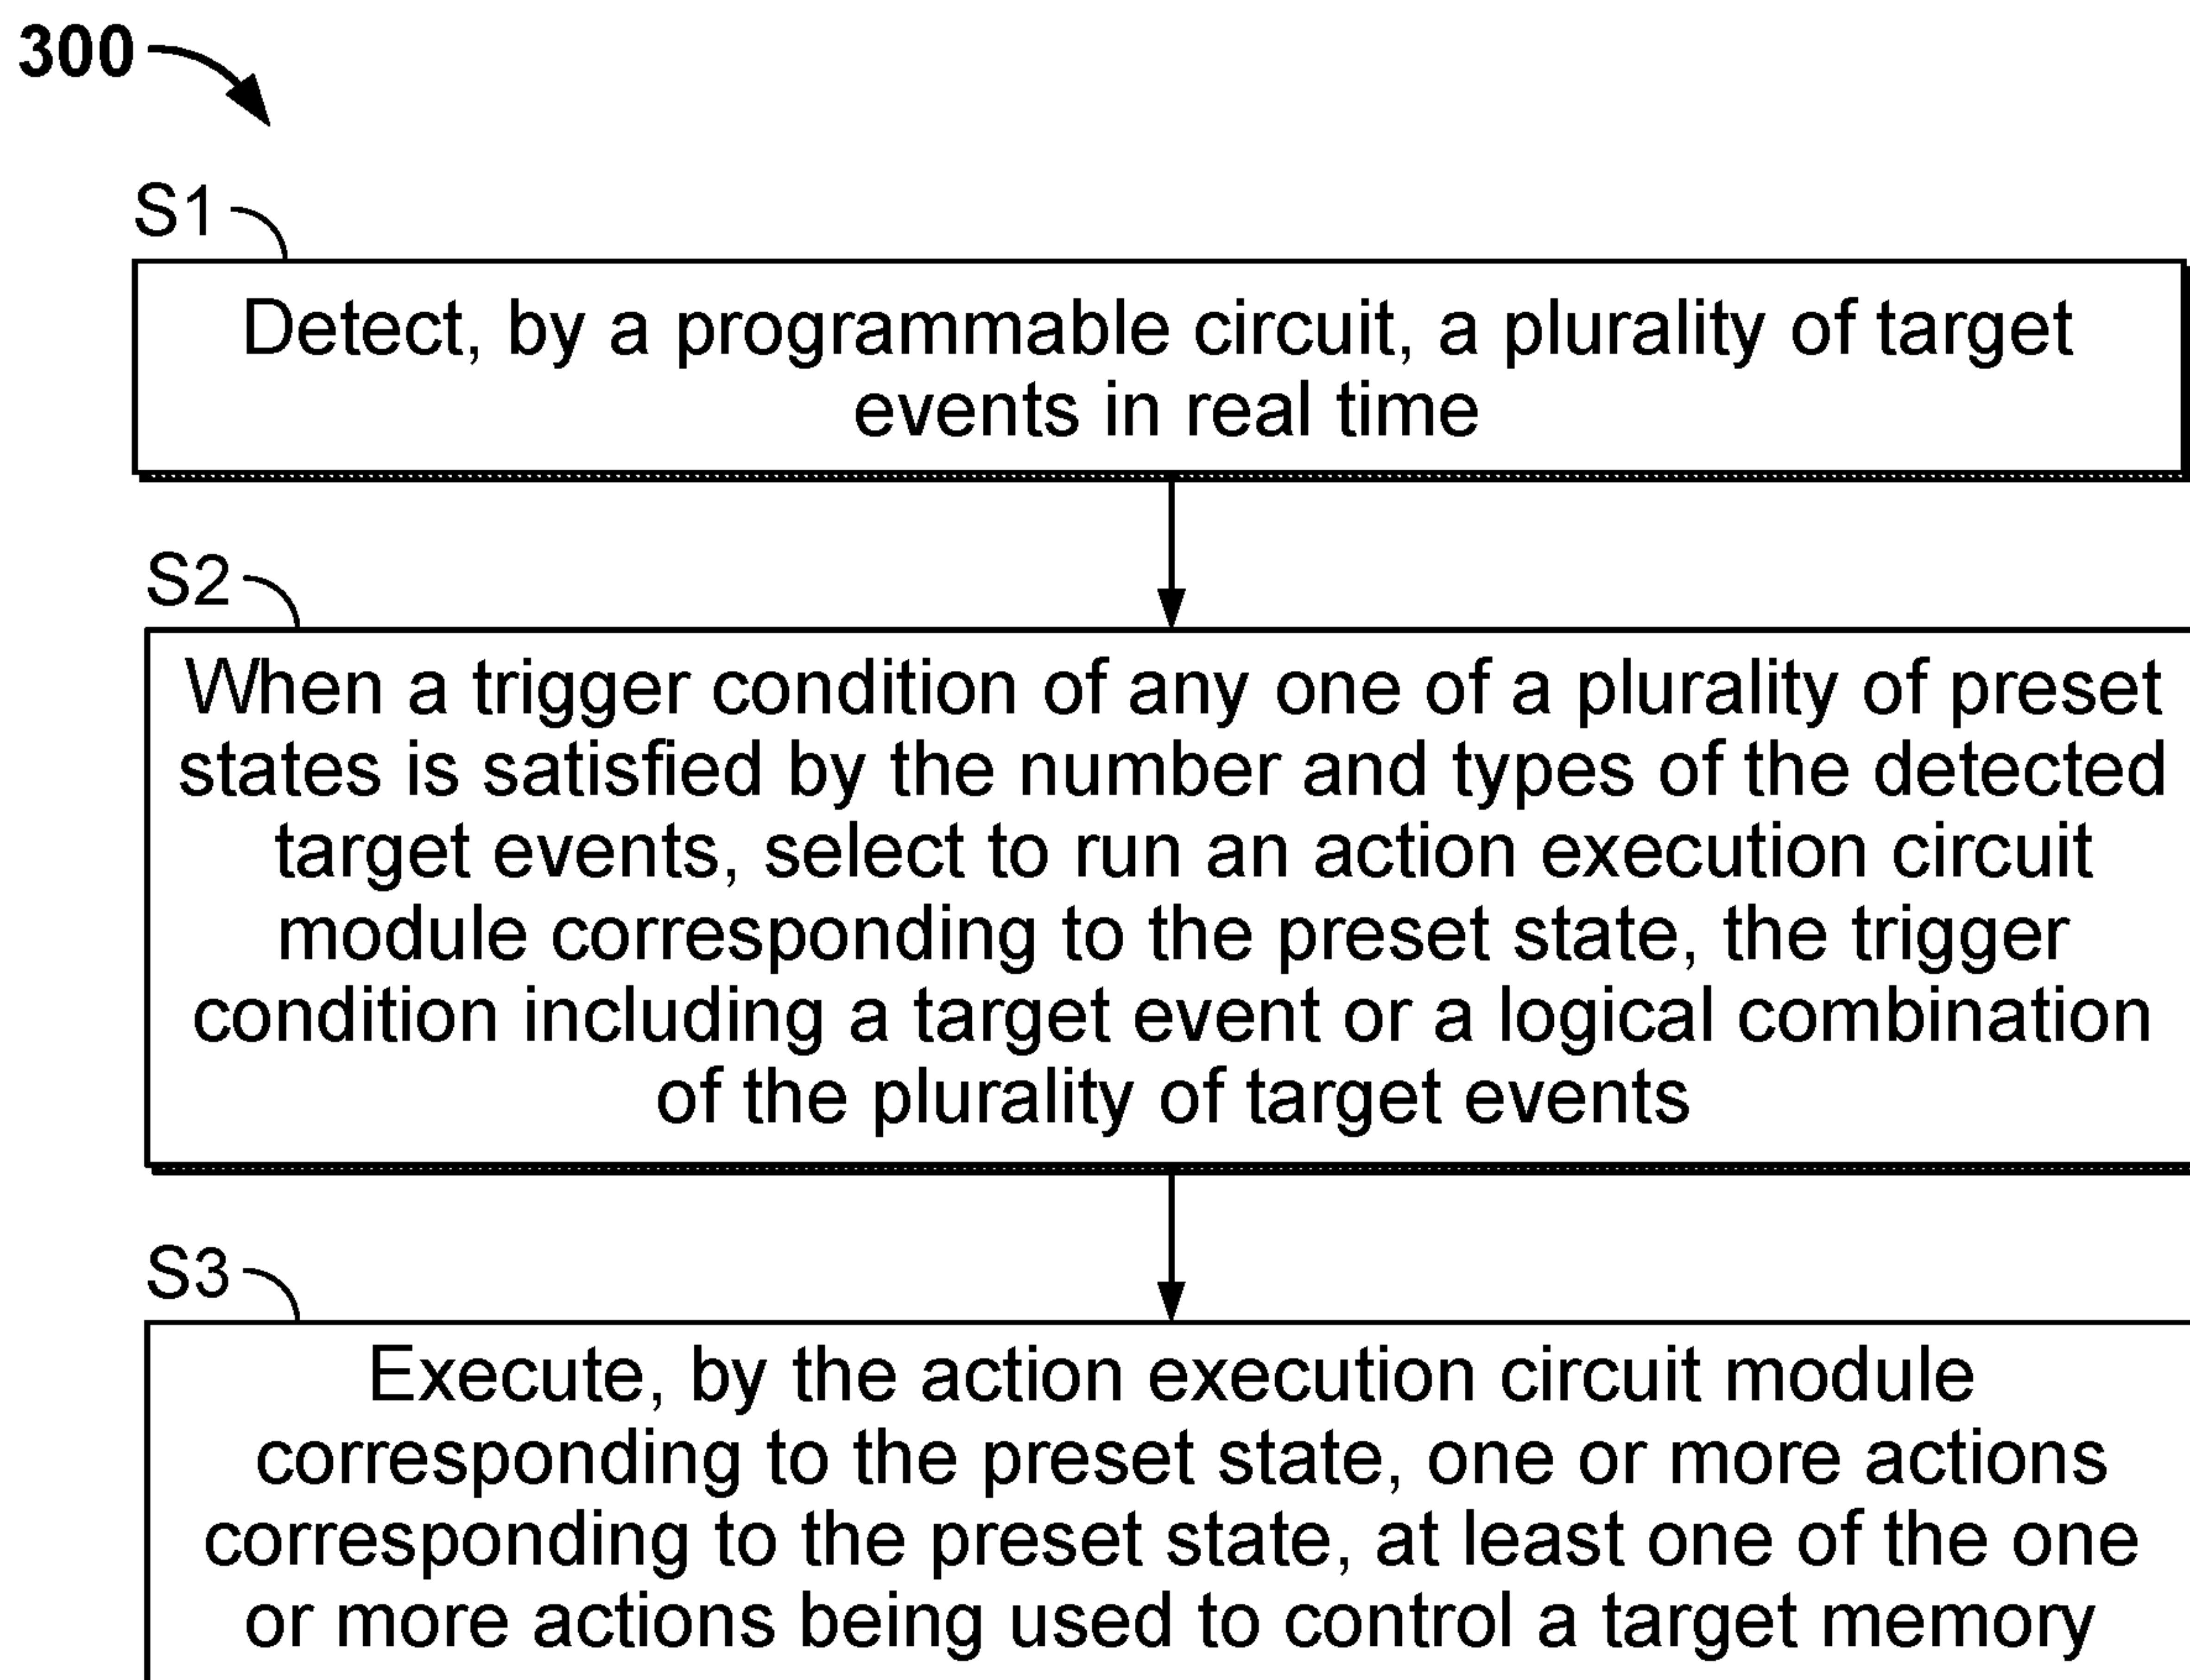 300
S1
Detect, by a programmable circuit, a plurality of target
events in real time
S2
When a trigger condition of any one of a plurality of preset
states is satisfied by the number and types of the detected
target events, select to run an action execution circuit
module corresponding to the preset state, the trigger
condition including a target event or a logical combination
of the plurality of target events
S3
Execute, by the action execution circuit module
corresponding to the preset state, one or more actions
corresponding to the preset state, at least one of the one
or more actions being used to control a target memory